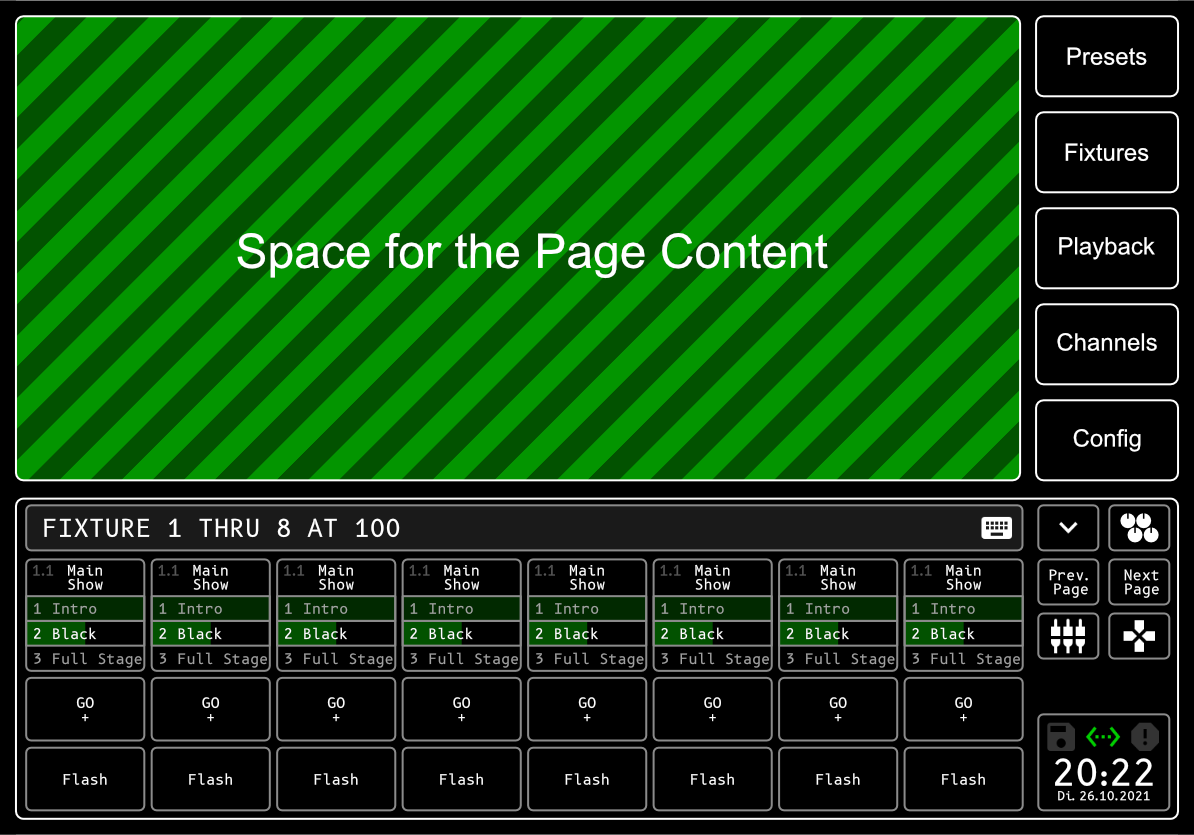 Space for the Page Content
Presets
Fixtures
Playback
Channels
Config
FIXTURE 1 THRU 8 AT 100
1.1 Main Show
1 Intro
2 Black
3 Full Stage
1.1 Main Show
1 Intro
2 Black
3 Full Stage
1.1 Main Show
1 Intro
2 Black
3 Full Stage
1.1 Main Show
1 Intro
2 Black
3 Full Stage
1.1 Main Show
1 Intro
2 Black
3 Full Stage
1.1 Main Show
1 Intro
2 Black
3 Full Stage
1.1 Main Show
1 Intro
2 Black
3 Full Stage
1.1 Main Show
1 Intro
2 Black
3 Full Stage
GO
+
GO
+
GO
+
GO
+
GO
+
GO
+
GO
+
GO
+
Flash
Flash
Flash
Flash
Flash
Flash
Flash
Flash
Prev.
Page
Next
Page
20:22
Di. 26.10.2021